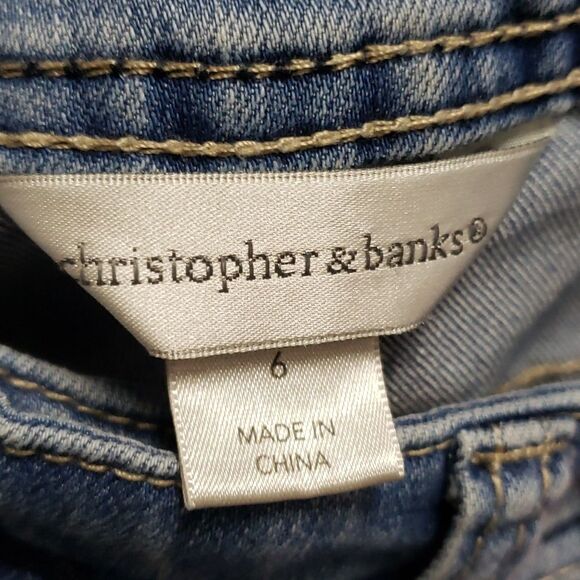 christopher & banks®
6
MADE IN
CHINA